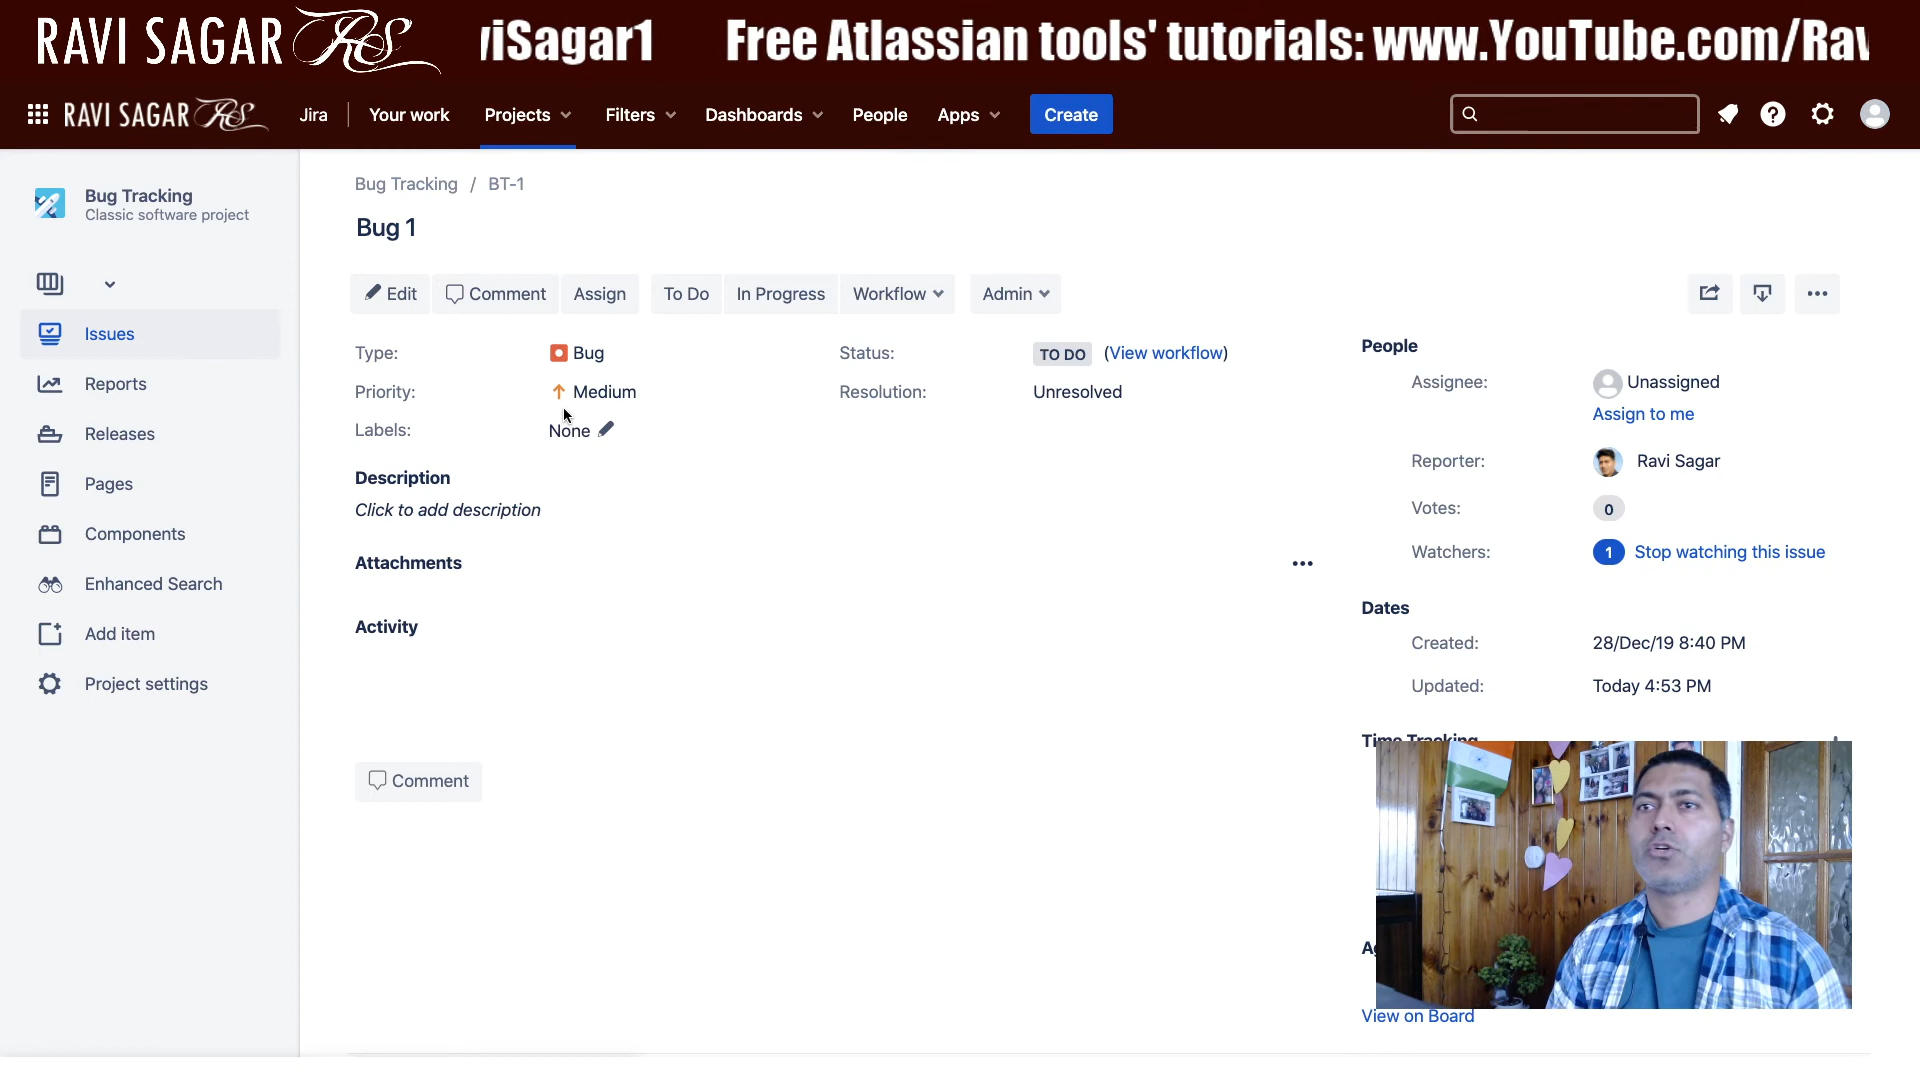 RAVI SAGAR RS
iSagar1 Free Atlassian tools' tutorials: www.YouTube.com/Rav
RAVI SAGAR RS
Jira
Your work
Projects
Filters
Dashboards
People
Apps
Create
Bug Tracking
Classic software project
Issues
Reports
Releases
Pages
Components
Enhanced Search
Add item
Project settings
Bug Tracking / BT-1
Bug 1
Edit
Comment
Assign
To Do
In Progress
Workflow
Admin
Type: Bug
Priority: Medium
Labels: None
Status: TO DO (View workflow)
Resolution: Unresolved
Description
Click to add description
Attachments
Activity
Comment
People
Assignee: Unassigned
Assign to me
Reporter: Ravi Sagar
Votes: 0
Watchers: 1 Stop watching this issue
Dates
Created: 28/Dec/19 8:40 PM
Updated: Today 4:53 PM
Time Tracking
View on Board